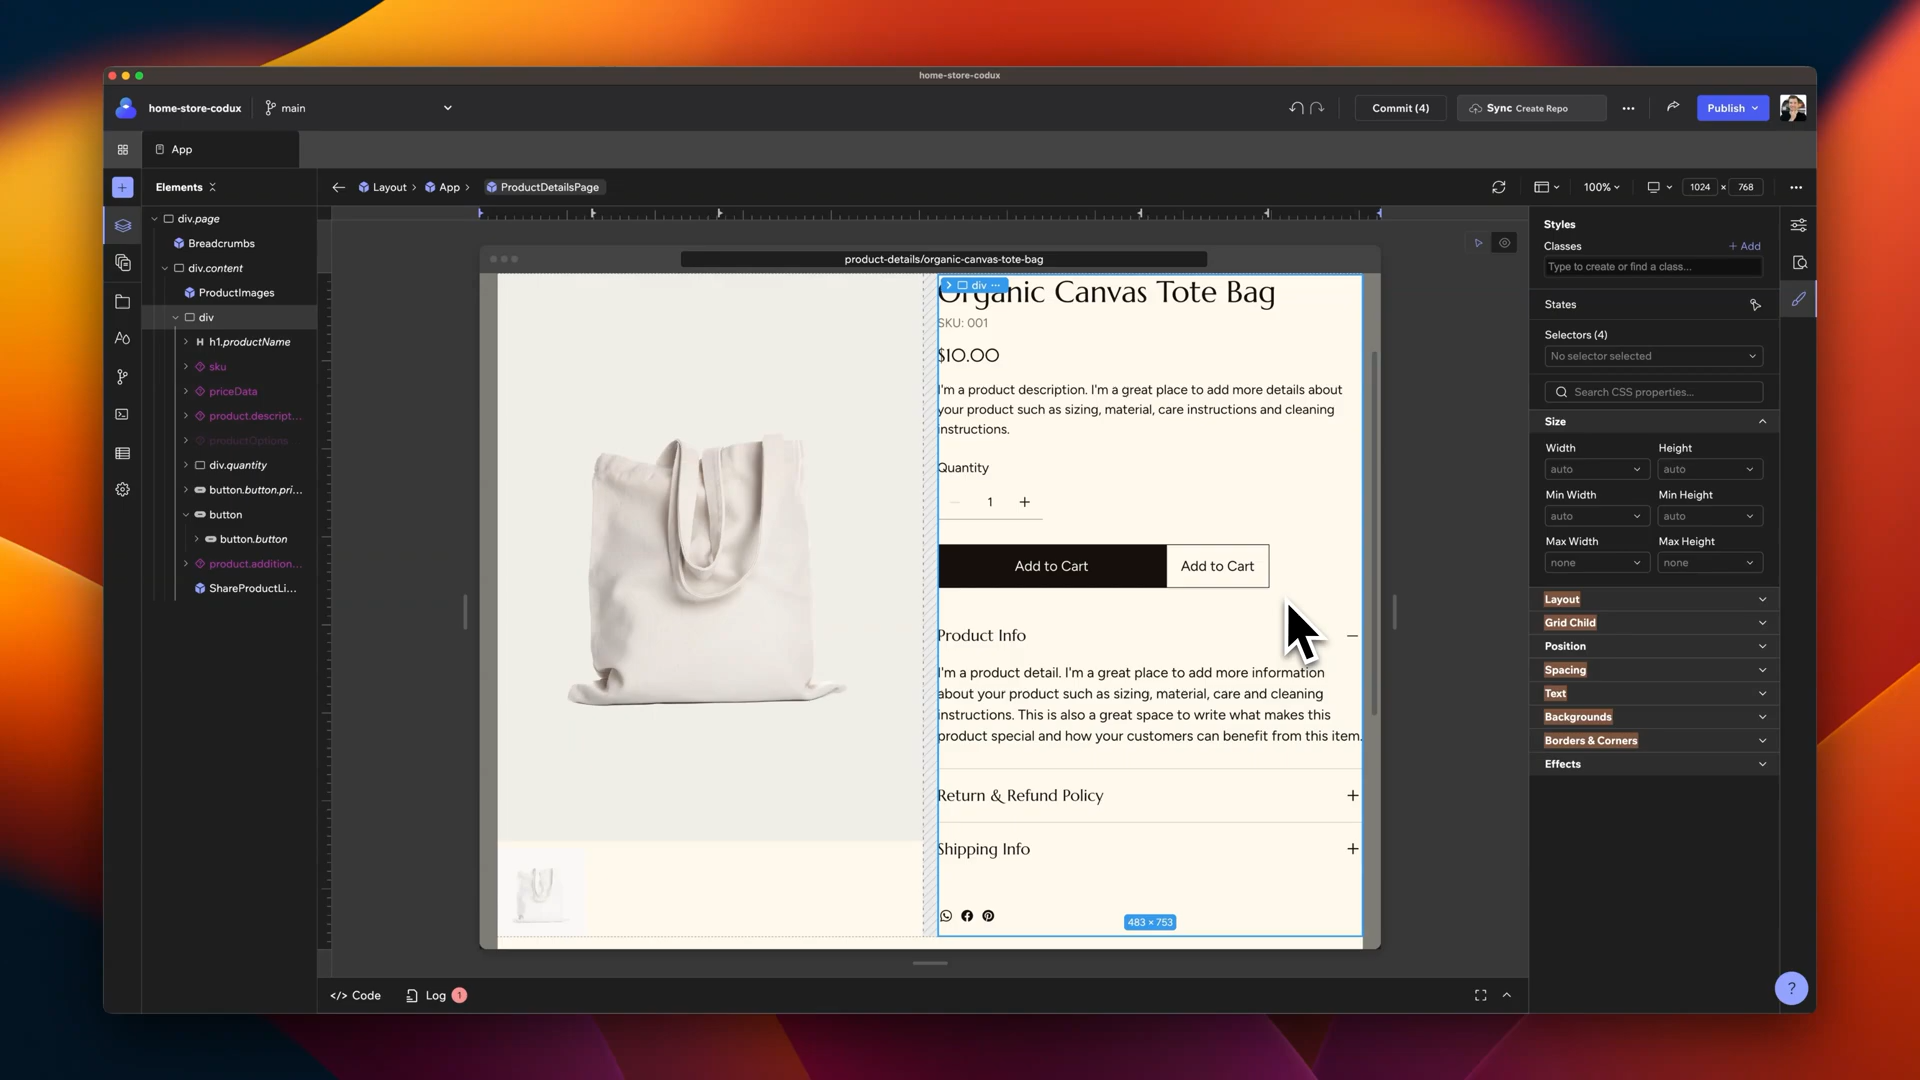 home-store-codux
home-store-codux
main
Commit (4)
Sync Create Repo
Publish
App
Elements
Layout
App
ProductDetailsPage
100%
1024 × 768
div.page
Breadcrumbs
div.content
ProductImages
div
h1.productName
sku
priceData
product.descript...
productOptions
div.quantity
button.button.pri...
button
button.button
product.addition...
ShareProductLi...
product-details/organic-canvas-tote-bag
div
Organic Canvas Tote Bag
SKU: 001
$10.00
I'm a product description. I'm a great place to add more details about
your product such as sizing, material, care instructions and cleaning
instructions.
Quantity
1
Add to Cart
Add to Cart
Product Info
I'm a product detail. I'm a great place to add more information
about your product such as sizing, material, care and cleaning
instructions. This is also a great space to write what makes this
product special and how your customers can benefit from this item.
Return & Refund Policy
Shipping Info
483 × 753
Styles
Classes
+ Add
Type to create or find a class...
States
Selectors (4)
No selector selected
Search CSS properties...
Size
Width
Height
auto
auto
Min Width
Min Height
auto
auto
Max Width
Max Height
none
none
Layout
Grid Child
Position
Spacing
Text
Backgrounds
Borders & Corners
Effects
</> Code
Log
1
?